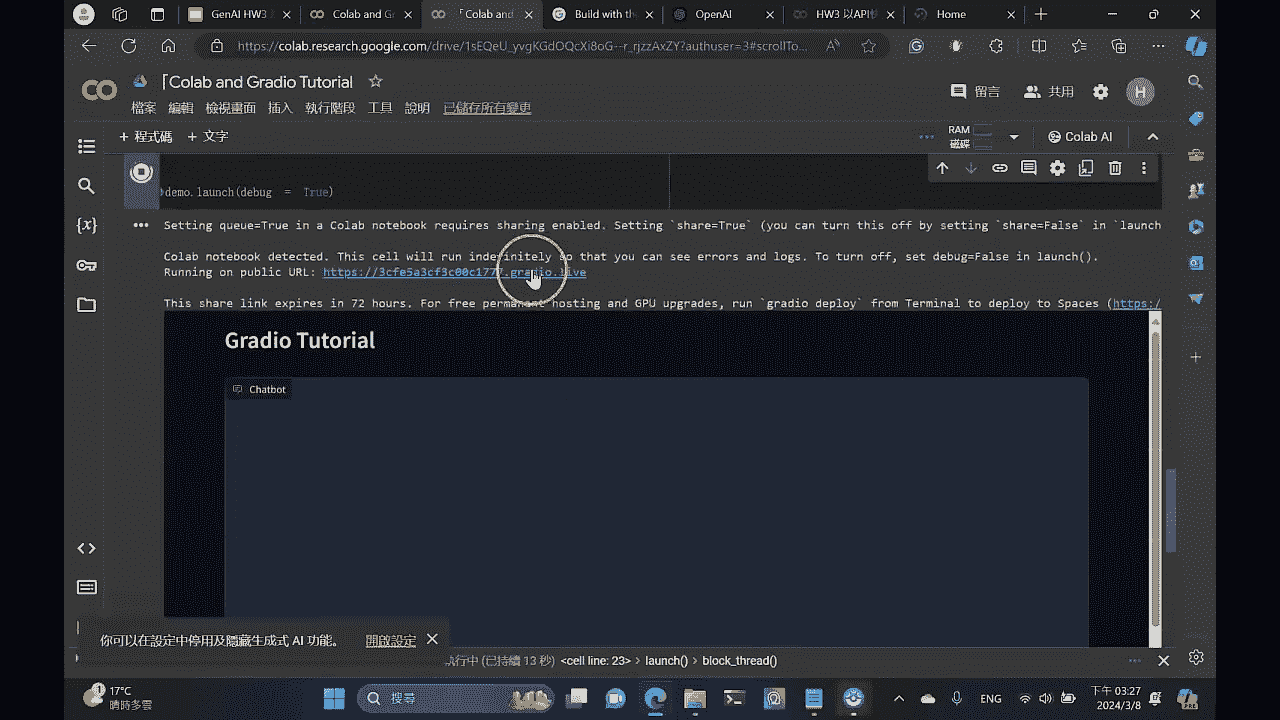 GenAI HW3
Colab and Gr
「Colab and
Build with th
OpenAI
HW3 以API
Home
https://colab.research.google.com/drive/1sEQeU_yvgKGdOQcXi8oG--r_rjzzAxZY?authuser=3#scrollTo...
「Colab and Gradio Tutorial
檔案 編輯 檢視畫面 插入 執行階段 工具 說明 已儲存所有變更
留言 共用 H
+ 程式碼 + 文字
RAM
磁碟
Colab AI
demo.launch(debug = True)
Setting queue=True in a Colab notebook requires sharing enabled. Setting `share=True` (you can turn this off by setting `share=False` in `launch
Colab notebook detected. This cell will run indefinitely so that you can see errors and logs. To turn off, set debug=False in launch().
Running on public URL: https://3cfe5a3cf3c00c1777.gradio.live
This share link expires in 72 hours. For free permanent hosting and GPU upgrades, run `gradio deploy` from Terminal to deploy to Spaces (https:/
Gradio Tutorial
Chatbot
你可以在設定中停用及隱藏生成式 AI 功能。 開啟設定
執行中 (已持續 13 秒) <cell line: 23> > launch() > block_thread()
17°C
晴時多雲
搜尋
ENG
下午 03:27
2024/3/8